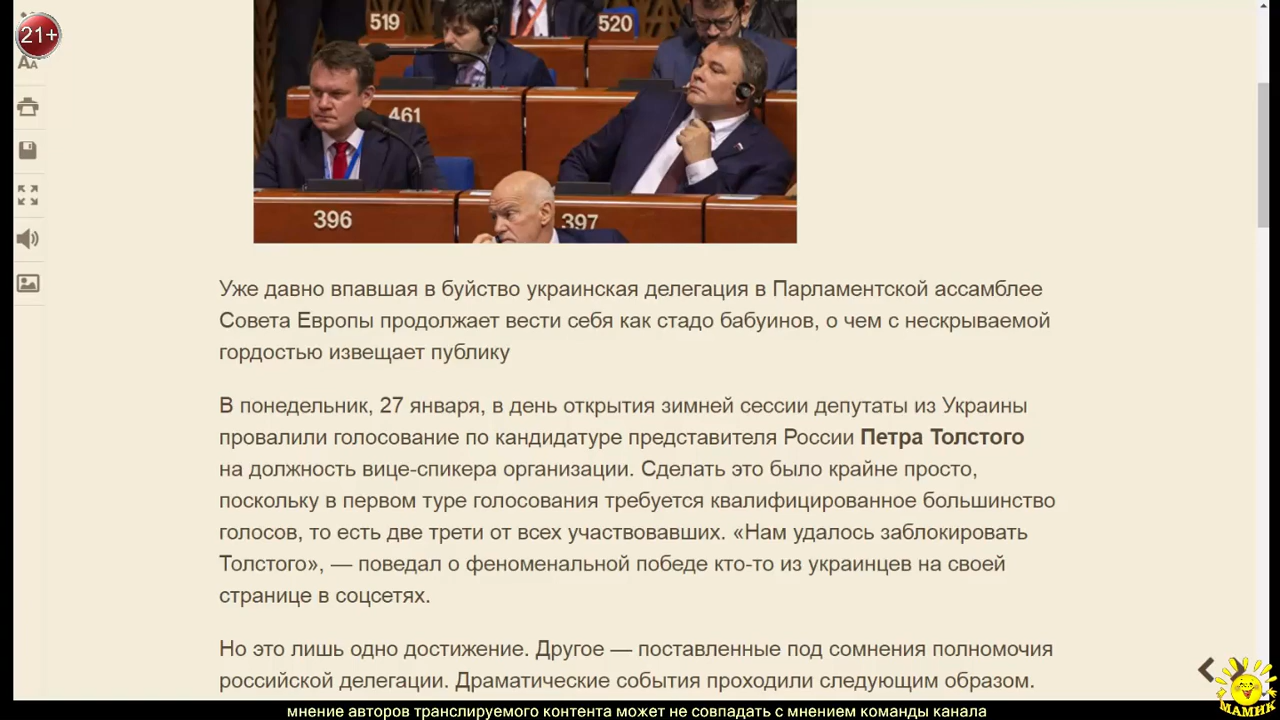 21+
519
520
461
396
397
Уже давно впавшая в буйство украинская делегация в Парламентской ассамблее
Совета Европы продолжает вести себя как стадо бабуинов, о чем с нескрываемой
гордостью извещает публику
В понедельник, 27 января, в день открытия зимней сессии депутаты из Украины
провалили голосование по кандидатуре представителя России Петра Толстого
на должность вице-спикера организации. Сделать это было крайне просто,
поскольку в первом туре голосования требуется квалифицированное большинство
голосов, то есть две трети от всех участвовавших. «Нам удалось заблокировать
Толстого», — поведал о феноменальной победе кто-то из украинцев на своей
странице в соцсетях.
Но это лишь одно достижение. Другое — поставленные под сомнения полномочия
российской делегации. Драматические события проходили следующим образом.
МАМИК
мнение авторов транслируемого контента может не совпадать с мнением команды канала